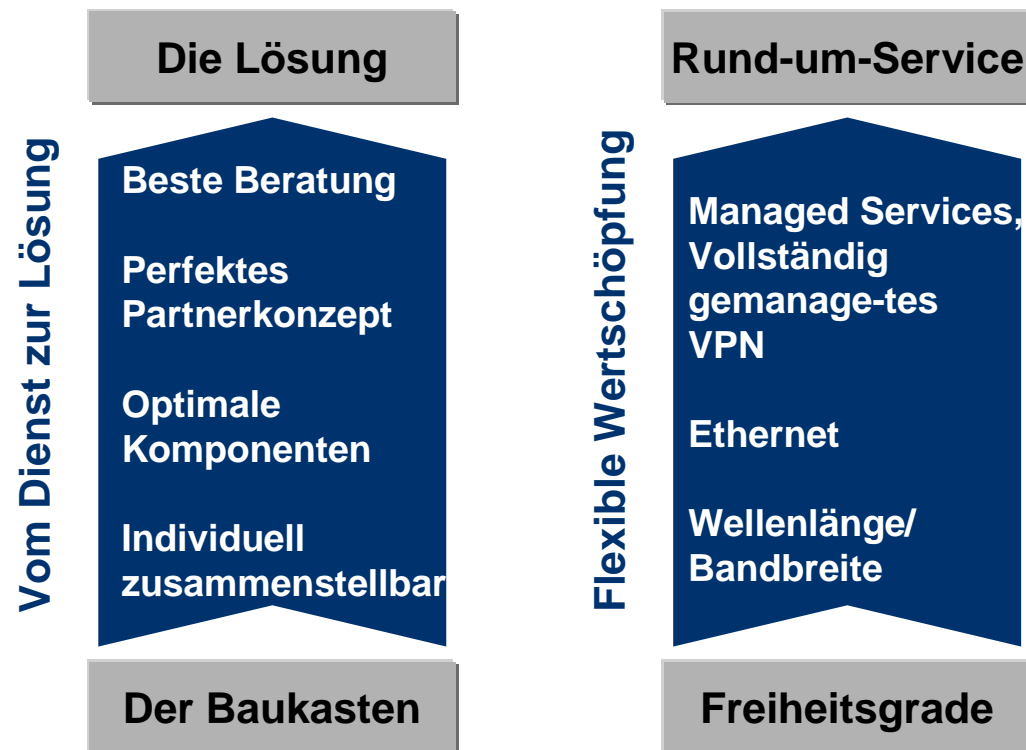 Die Lösung
Vom Dienst zur Lösung
Beste Beratung
Perfektes
Partnerkonzept
Optimale
Komponenten
Individuell
zusammenstellbar
Der Baukasten
Rund-um-Service
Flexible Wertschöpfung
Managed Services,
Vollständig
gemanage-tes
VPN
Ethernet
Wellenlänge/
Bandbreite
Freiheitsgrade